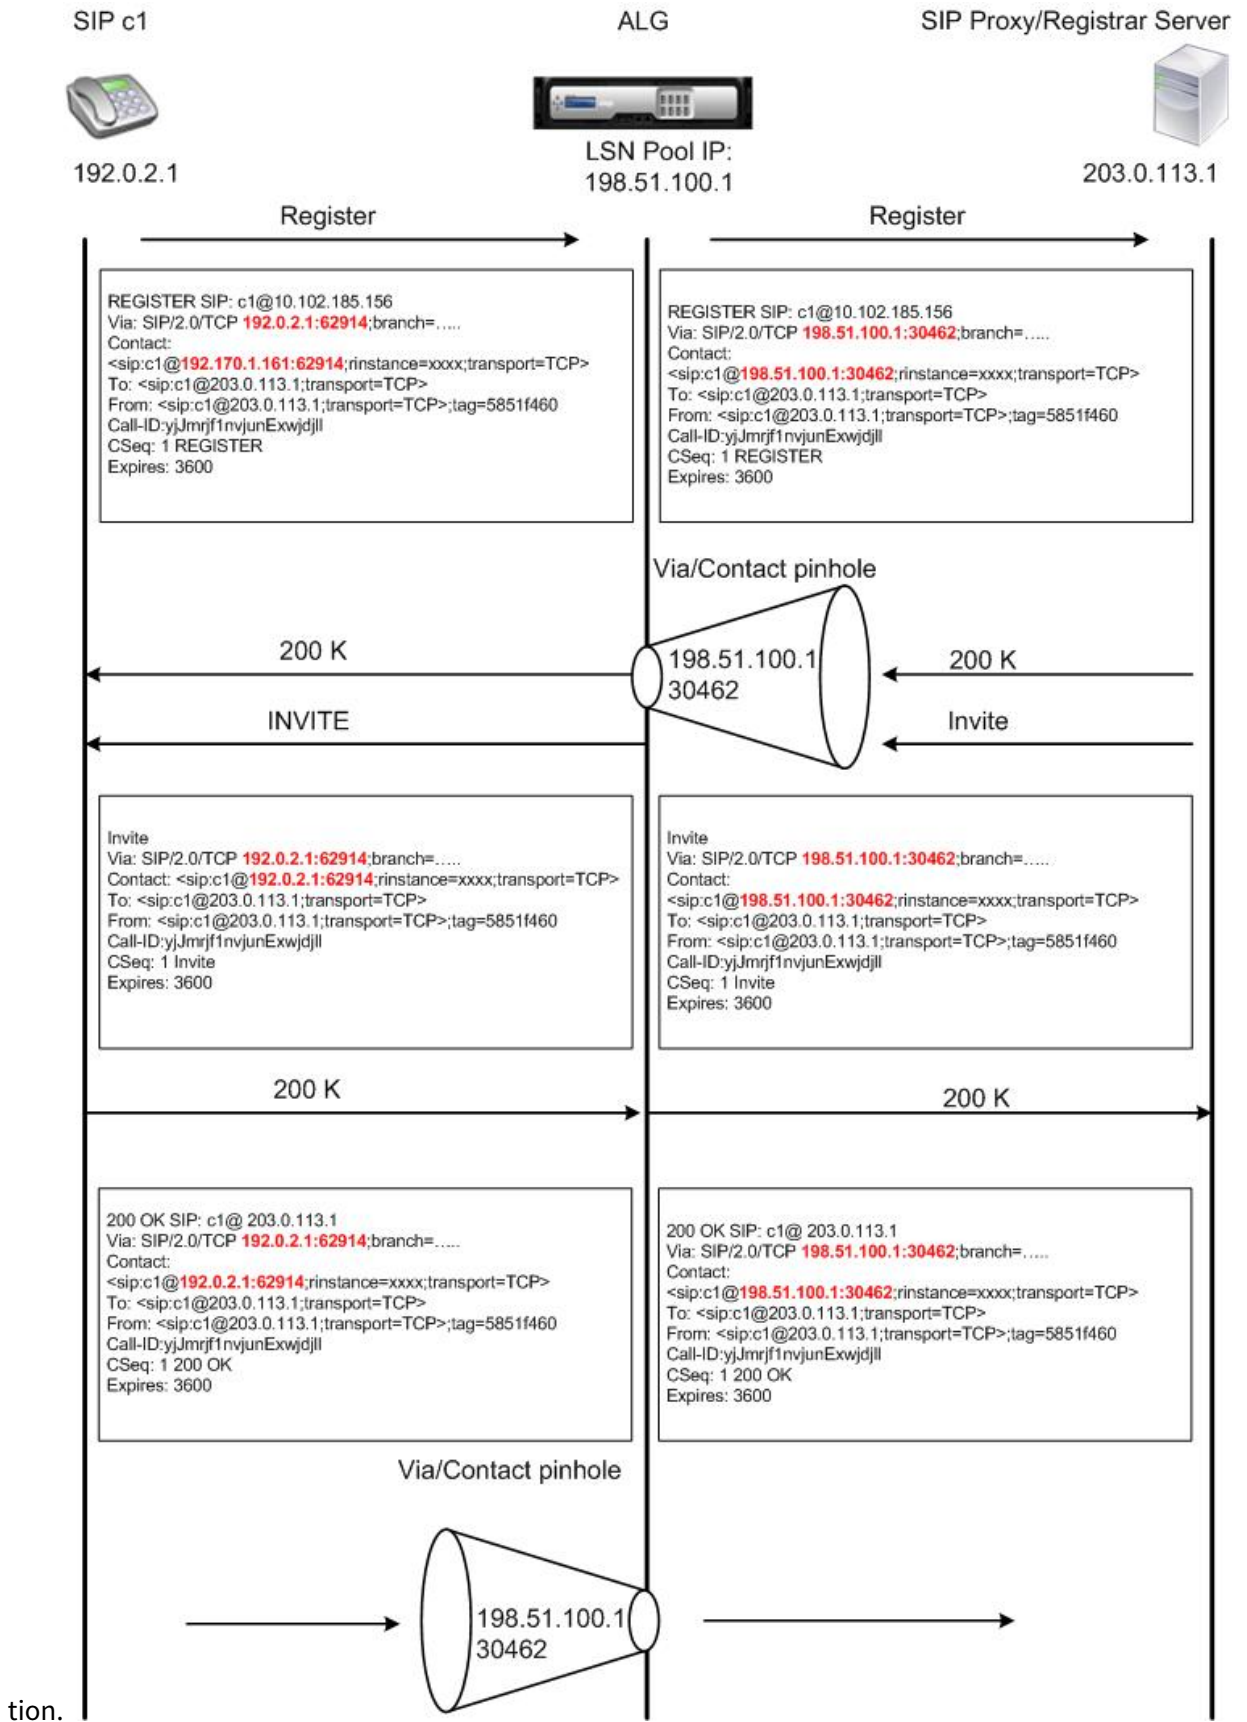 SIP c1
ALG
SIP Proxy/Registrar Server
LSN Pool IP:
198.51.100.1
192.0.2.1
203.0.113.1
Register
Register
REGISTER SIP: c1@10.102.185.156
Via: SIP/2.0/TCP 192.0.2.1:62914;branch=…..
Contact:
<sip:c1@192.170.1.161:62914;rinstance=xxxx;transport=TCP>
To: <sip:c1@203.0.113.1;transport=TCP>
From: <sip:c1@203.0.113.1;transport=TCP>;tag=5851f460
Call-ID:yjJmrjf1nvjunExwjdjll
CSeq: 1 REGISTER
Expires: 3600
REGISTER SIP: c1@10.102.185.156
Via: SIP/2.0/TCP 198.51.100.1:30462;branch=…..
Contact:
<sip:c1@198.51.100.1:30462;rinstance=xxxx;transport=TCP>
To: <sip:c1@203.0.113.1;transport=TCP>
From: <sip:c1@203.0.113.1;transport=TCP>;tag=5851f460
Call-ID:yjJmrjf1nvjunExwjdjll
CSeq: 1 REGISTER
Expires: 3600
Via/Contact pinhole
200 K
198.51.100.1
30462
200 K
INVITE
Invite
Invite
Via: SIP/2.0/TCP 192.0.2.1:62914;branch=…..
Contact: <sip:c1@192.0.2.1:62914;rinstance=xxxx;transport=TCP>
To: <sip:c1@203.0.113.1;transport=TCP>
From: <sip:c1@203.0.113.1;transport=TCP>;tag=5851f460
Call-ID:yjJmrjf1nvjunExwjdjll
CSeq: 1 Invite
Expires: 3600
Invite
Via: SIP/2.0/TCP 198.51.100.1:30462;branch=…..
Contact:
<sip:c1@198.51.100.1:30462;rinstance=xxxx;transport=TCP>
To: <sip:c1@203.0.113.1;transport=TCP>
From: <sip:c1@203.0.113.1;transport=TCP>;tag=5851f460
Call-ID:yjJmrjf1nvjunExwjdjll
CSeq: 1 Invite
Expires: 3600
200 K
200 K
200 OK SIP: c1@ 203.0.113.1
Via: SIP/2.0/TCP 192.0.2.1:62914;branch=…..
Contact:
<sip:c1@192.0.2.1:62914;rinstance=xxxx;transport=TCP>
To: <sip:c1@203.0.113.1;transport=TCP>
From: <sip:c1@203.0.113.1;transport=TCP>;tag=5851f460
Call-ID:yjJmrjf1nvjunExwjdjll
CSeq: 1 200 OK
Expires: 3600
200 OK SIP: c1@ 203.0.113.1
Via: SIP/2.0/TCP 198.51.100.1:30462;branch=…..
Contact:
<sip:c1@198.51.100.1:30462;rinstance=xxxx;transport=TCP>
To: <sip:c1@203.0.113.1;transport=TCP>
From: <sip:c1@203.0.113.1;transport=TCP>;tag=5851f460
Call-ID:yjJmrjf1nvjunExwjdjll
CSeq: 1 200 OK
Expires: 3600
Via/Contact pinhole
198.51.100.1
30462
tion.